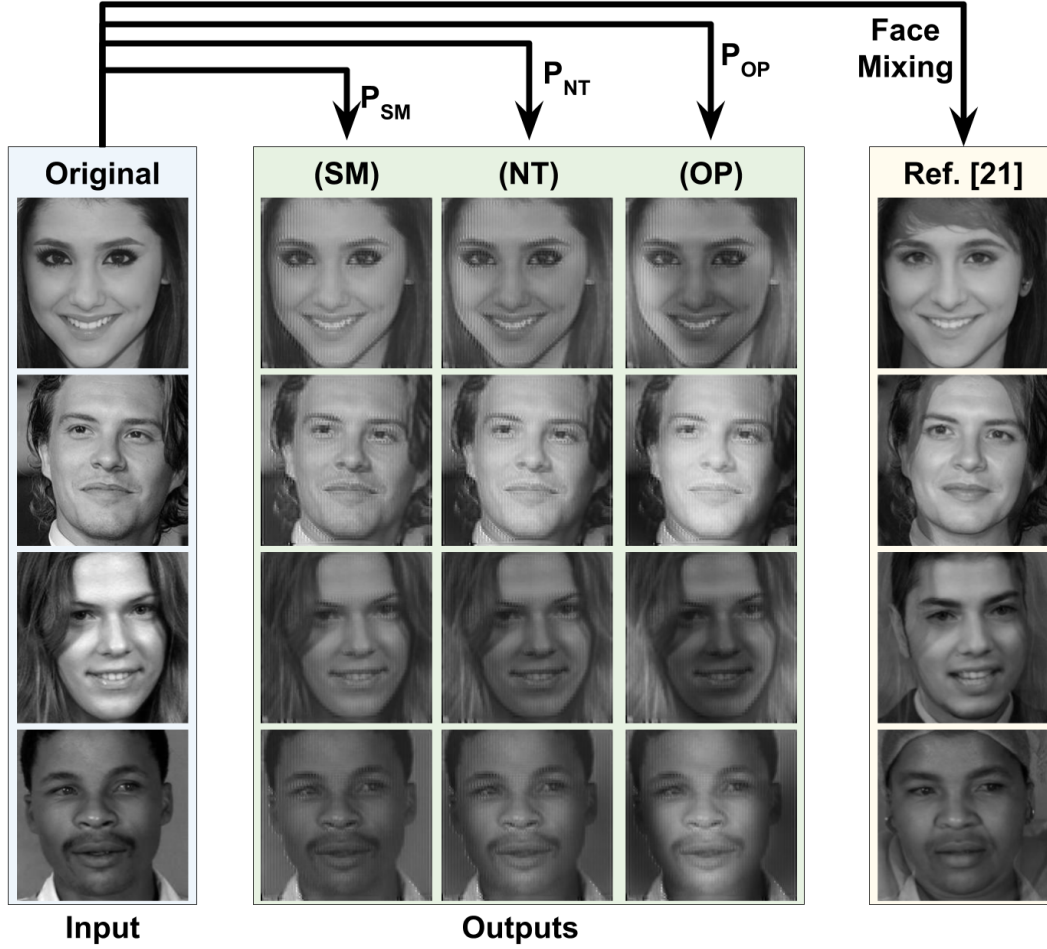 Face
Mixing
P_OP
P_NT
P_SM
Original
(SM)
(NT)
(OP)
Ref. [21]
Input
Outputs